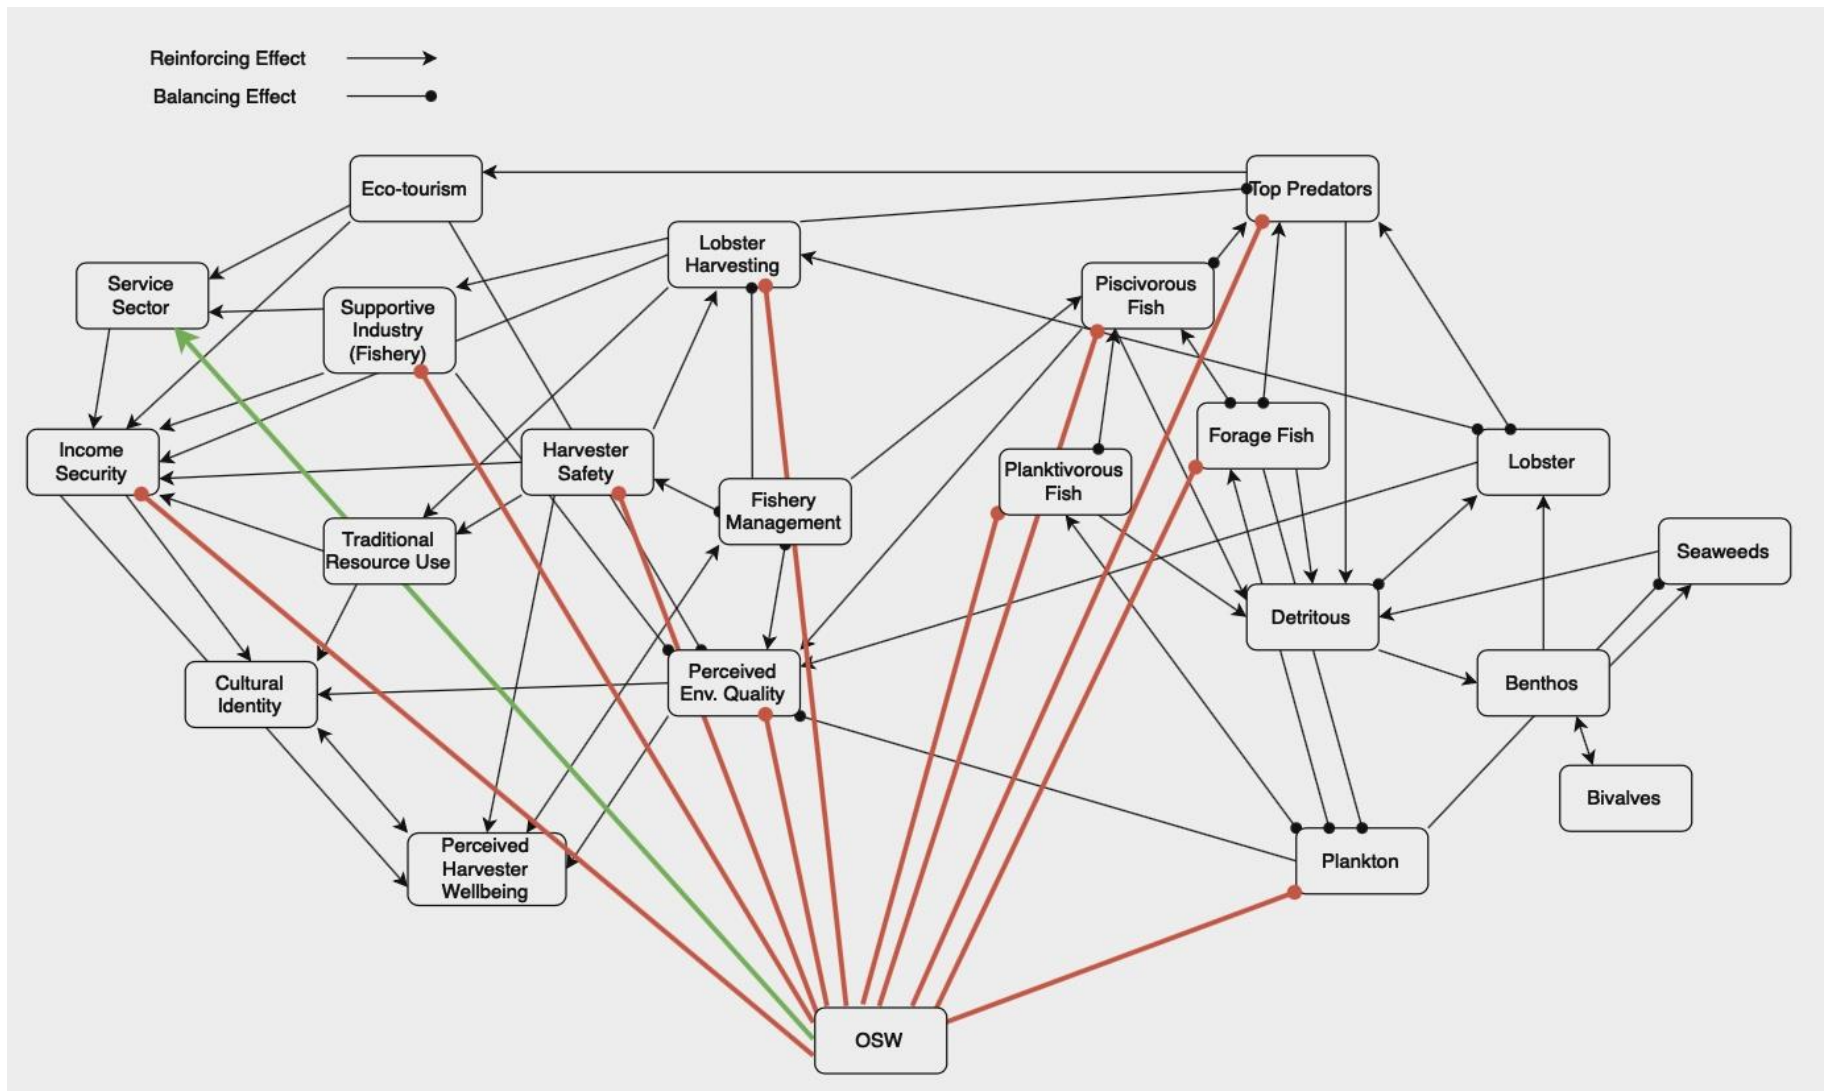 Reinforcing Effect
Balancing Effect
Eco-tourism
Top Predators
Lobster
Harvesting
Service
Sector
Supportive
Industry
(Fishery)
Piscivorous
Fish
Income
Security
Harvester
Safety
Forage Fish
Lobster
Planktivorous
Fish
Fishery
Management
Traditional
Resource Use
Seaweeds
Detritous
Cultural
Identity
Perceived
Env. Quality
Benthos
Bivalves
Perceived
Harvester
Wellbeing
Plankton
OSW